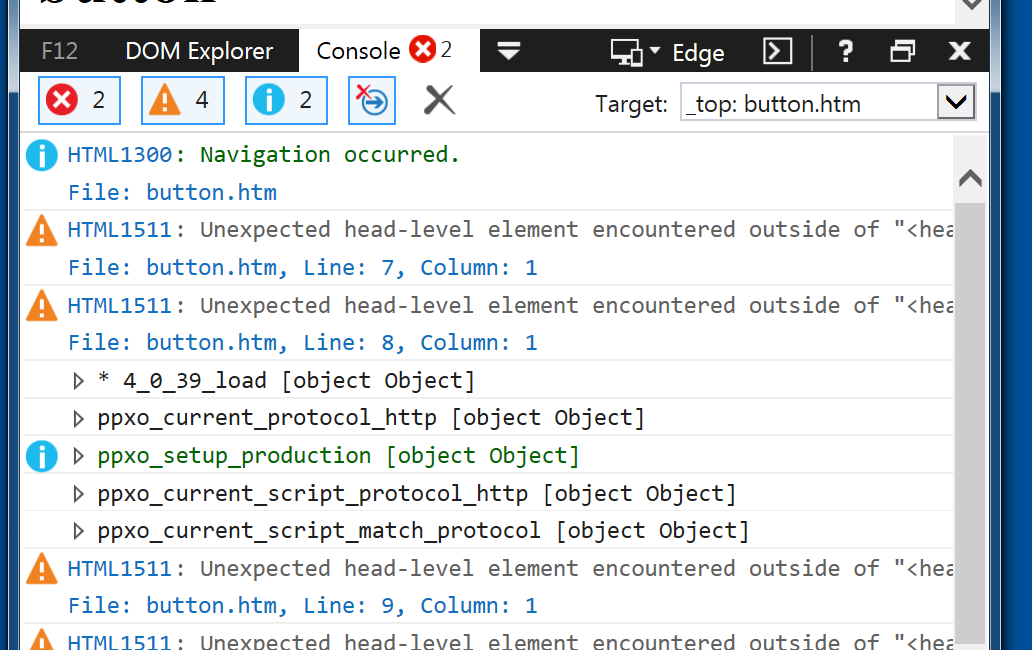 button
F12 DOM Explorer Console 2 Edge ?
2 4 2 Target: _top: button.htm
HTML1300: Navigation occurred.
File: button.htm
HTML1511: Unexpected head-level element encountered outside of "<hea
File: button.htm, Line: 7, Column: 1
HTML1511: Unexpected head-level element encountered outside of "<hea
File: button.htm, Line: 8, Column: 1
* 4_0_39_load [object Object]
ppxo_current_protocol_http [object Object]
ppxo_setup_production [object Object]
ppxo_current_script_protocol_http [object Object]
ppxo_current_script_match_protocol [object Object]
HTML1511: Unexpected head-level element encountered outside of "<hea
File: button.htm, Line: 9, Column: 1
HTML1511: Unexpected head-level element encountered outside of "<hea